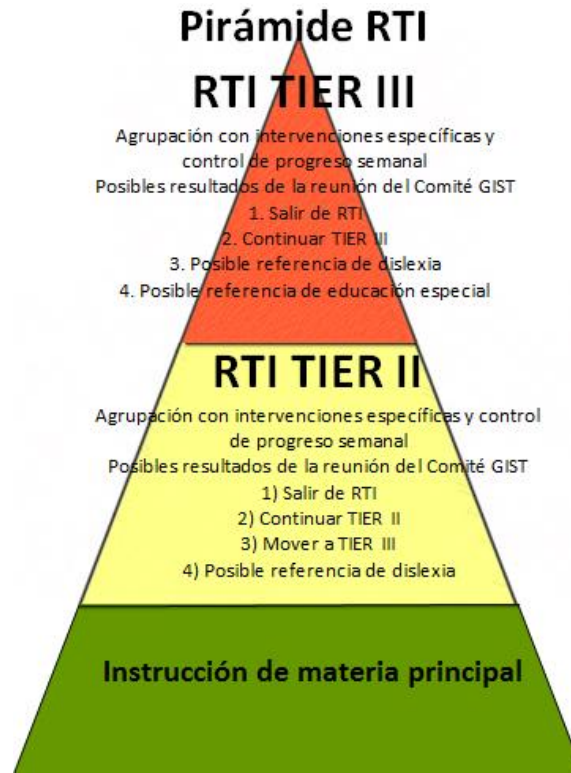 Pirámide RTI
RTI TIER III
Agrupación con intervenciones específicas y
control de progreso semanal
Posibles resultados de la reunión del Comité GIST
1. Salir de RTI
2. Continuar TIER III
3. Posible referencia de dislexia
4. Posible referencia de educación especial
RTI TIER II
Agrupación con intervenciones específicas y control
de progreso semanal
Posibles resultados de la reunión del Comité GIST
1) Salir de RTI
2) Continuar TIER II
3) Mover a TIER III
4) Posible referencia de dislexia
Instrucción de materia principal